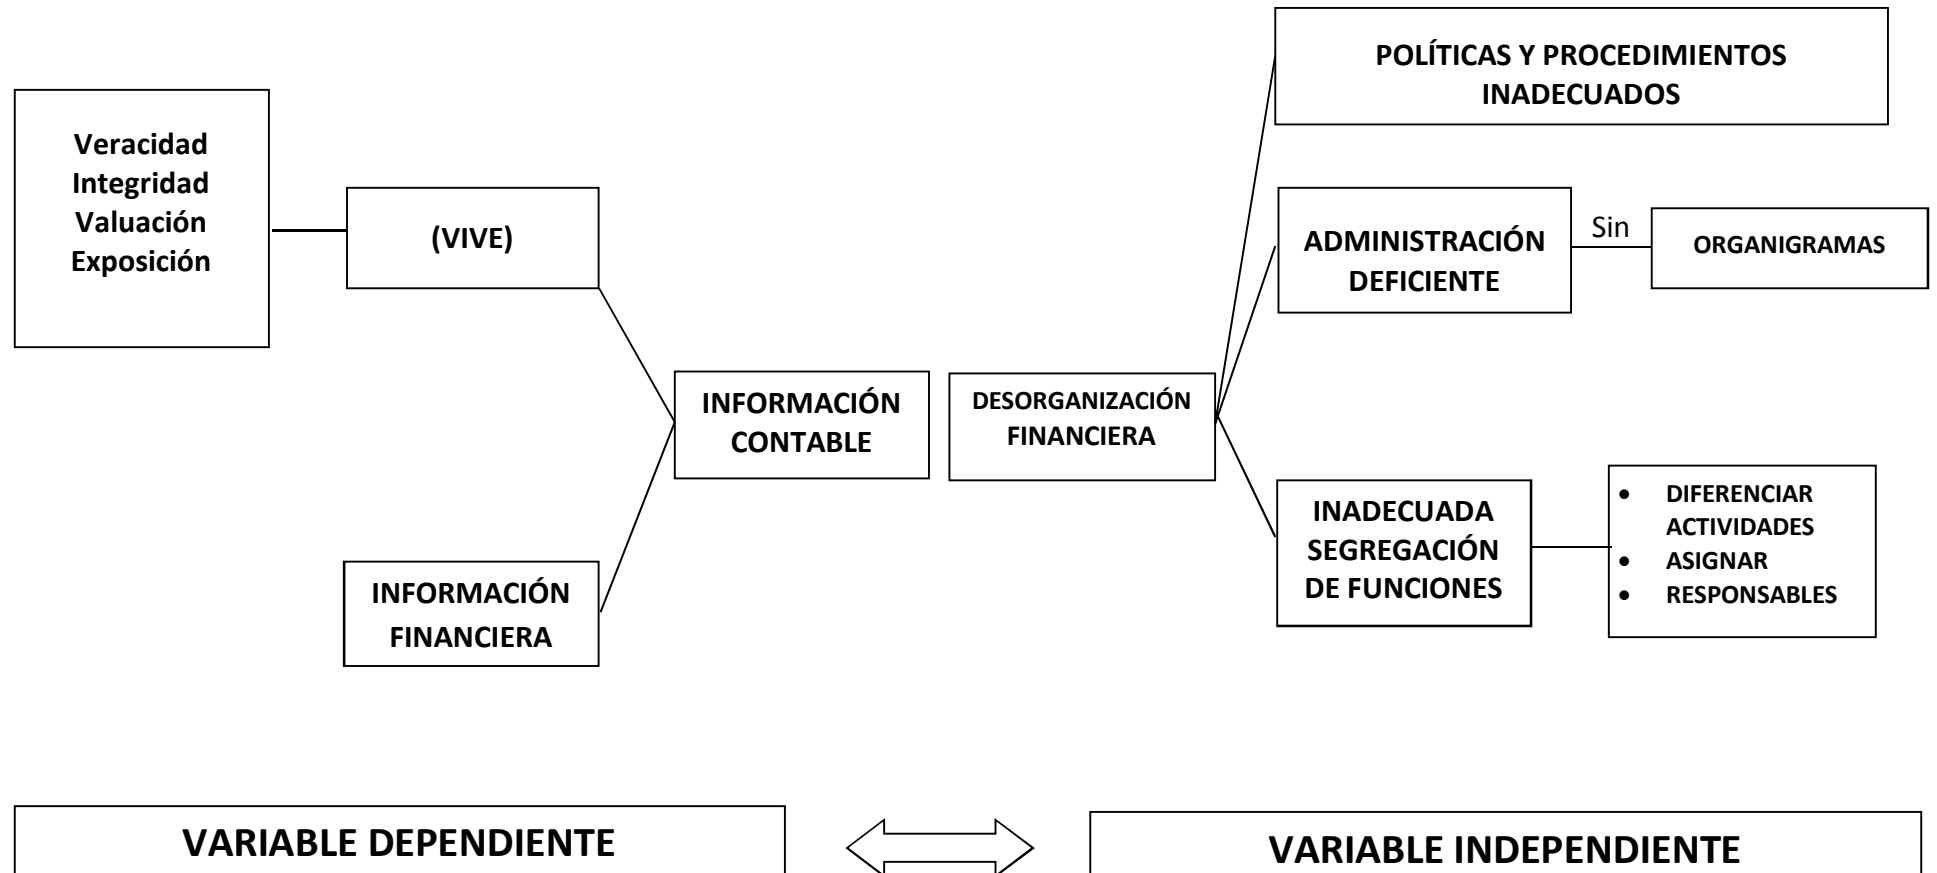 POLÍTICAS Y PROCEDIMIENTOS
INADECUADOS
Veracidad
Integridad
Valuación
Exposición
(VIVE)
ADMINISTRACIÓN
DEFICIENTE
Sin
ORGANIGRAMAS
INFORMACIÓN
CONTABLE
DESORGANIZACIÓN
FINANCIERA
INADECUADA
SEGREGACIÓN
DE FUNCIONES
• DIFERENCIAR
ACTIVIDADES
• ASIGNAR
• RESPONSABLES
INFORMACIÓN
FINANCIERA
VARIABLE DEPENDIENTE
VARIABLE INDEPENDIENTE